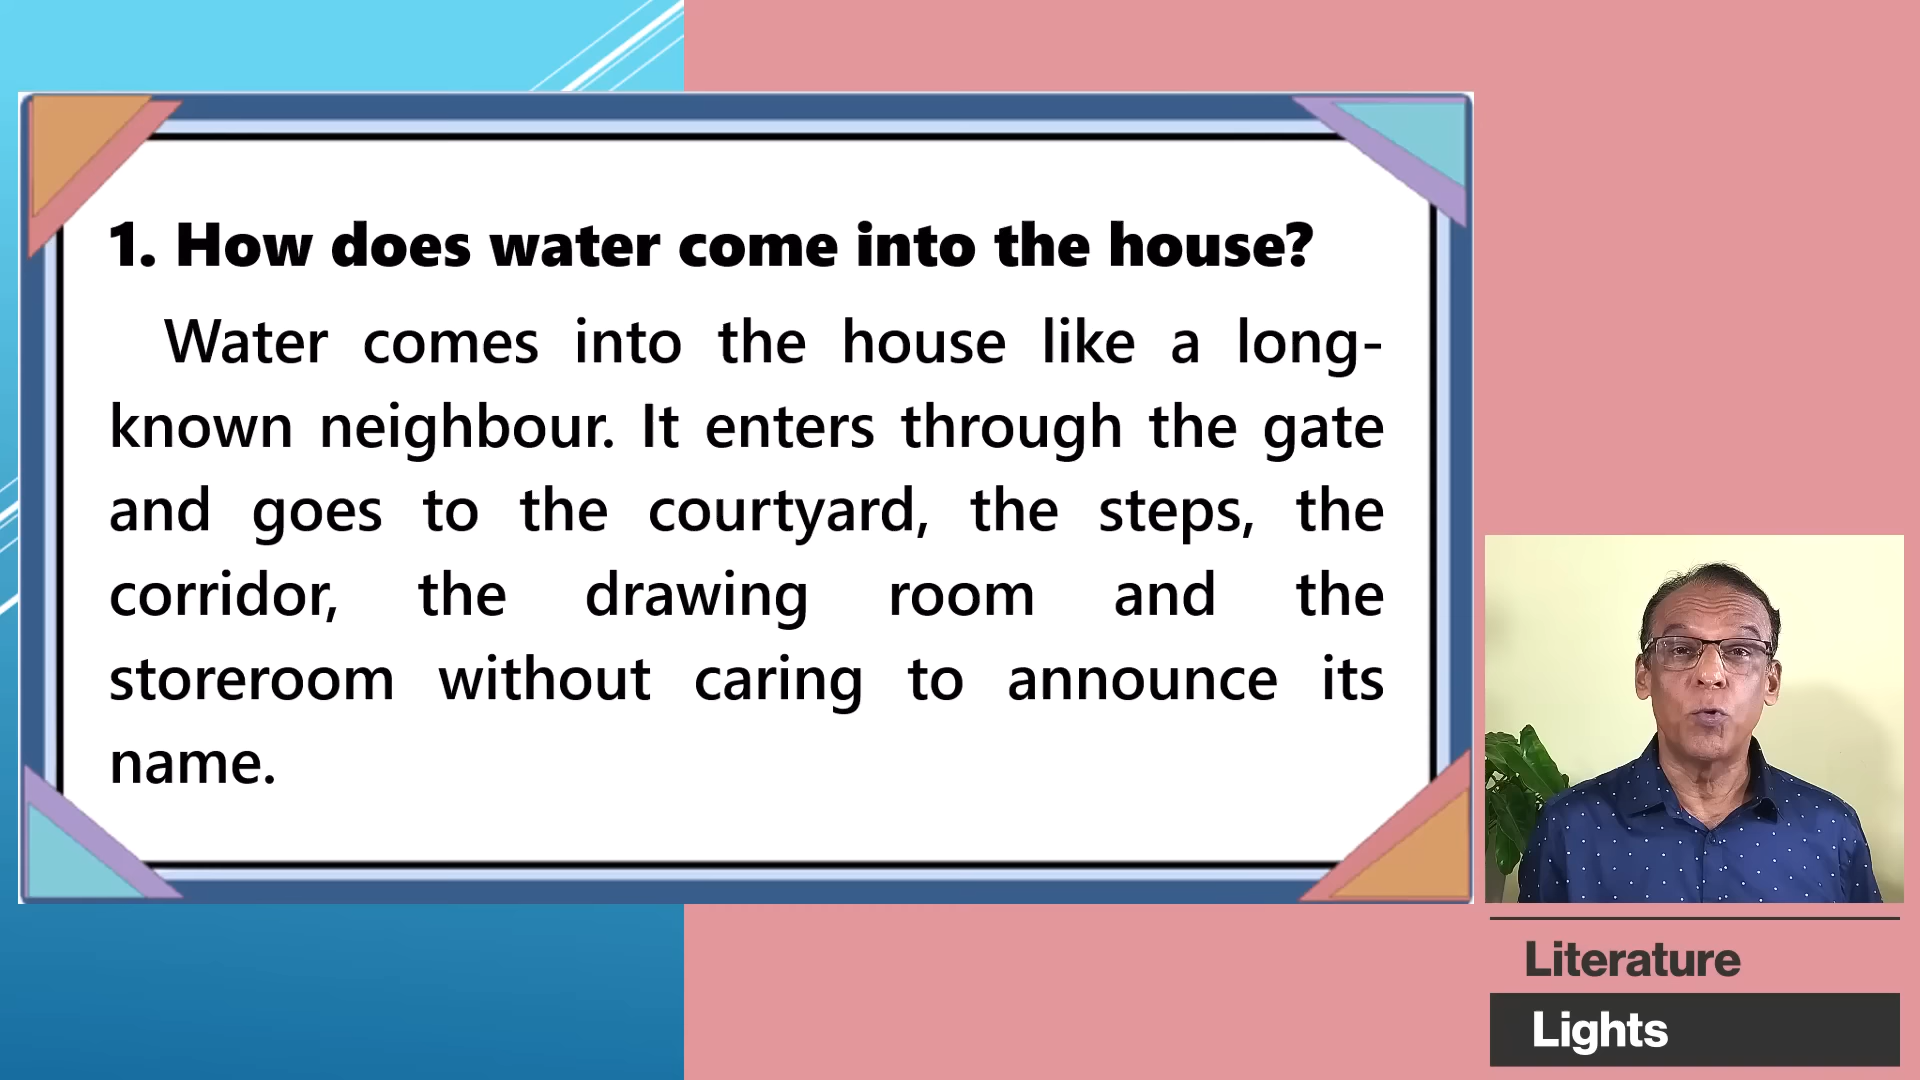 1. How does water come into the house?
Water comes into the house like a long-
known neighbour. It enters through the gate
and goes to the courtyard, the steps, the
corridor, the drawing room and the
storeroom without caring to announce its
name.
Literature
Lights